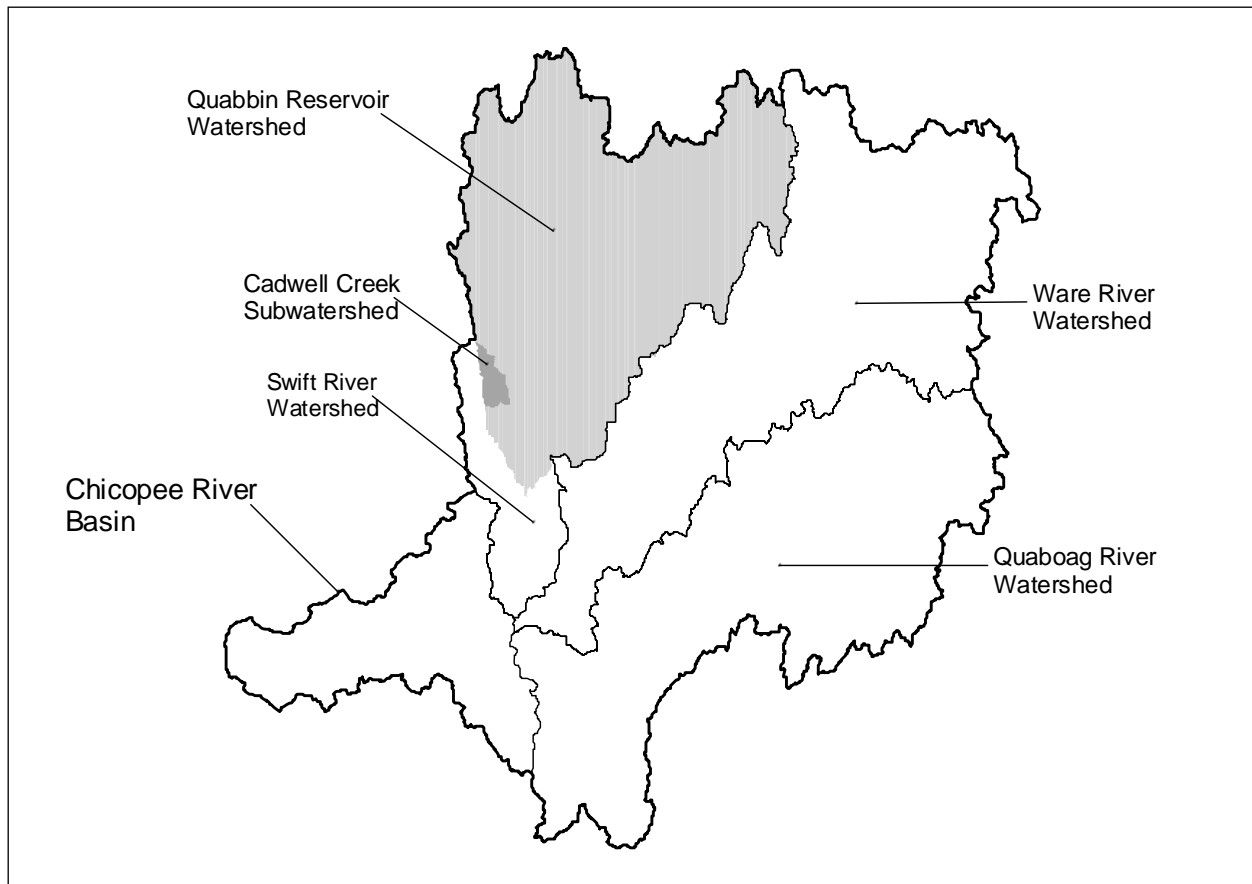 Quabbin Reservoir
Watershed
Cadwell Creek
Subwatershed
Swift River
Watershed
Chicopee River
Basin
Ware River
Watershed
Quaboag River
Watershed